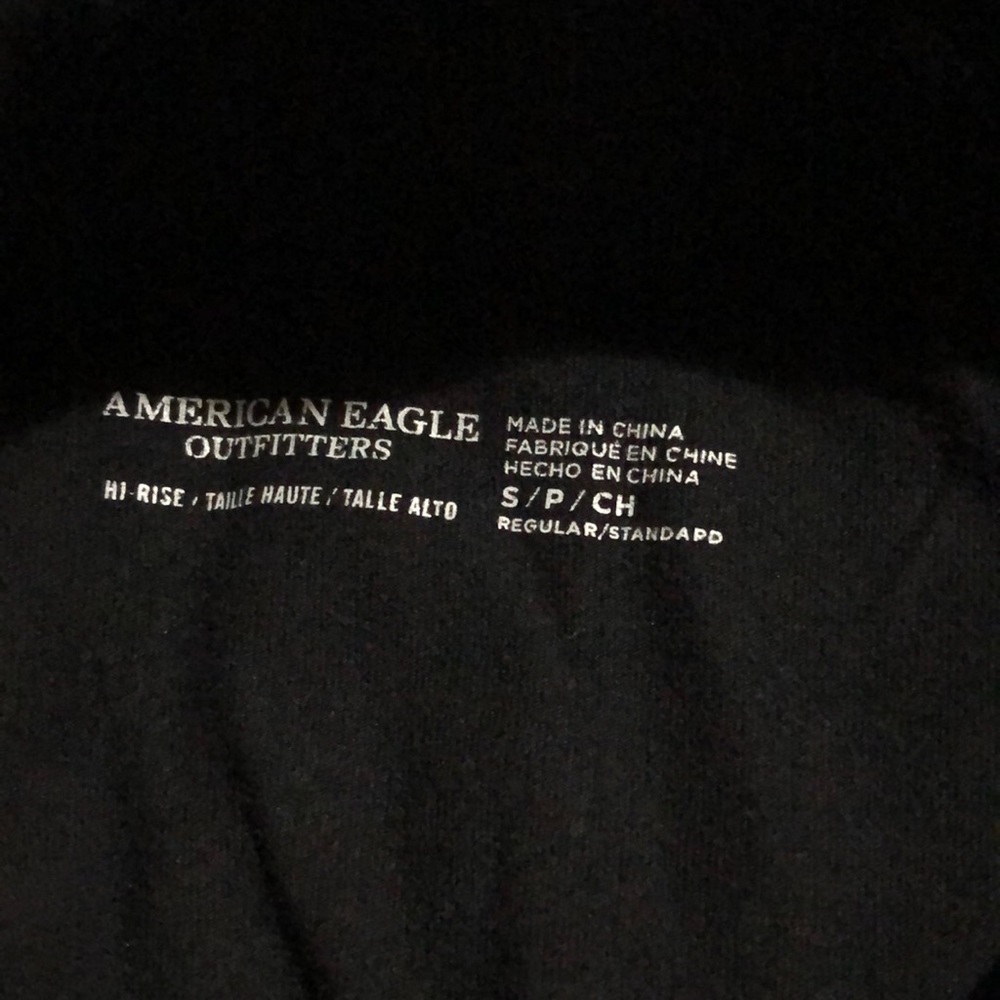 AMERICAN EAGLE
OUTFITTERS
HI-RISE / TAILLE HAUTE / TALLE ALTO
MADE IN CHINA
FABRIQUÉ EN CHINE
HECHO EN CHINA
S/P/CH
REGULAR/STANDARD